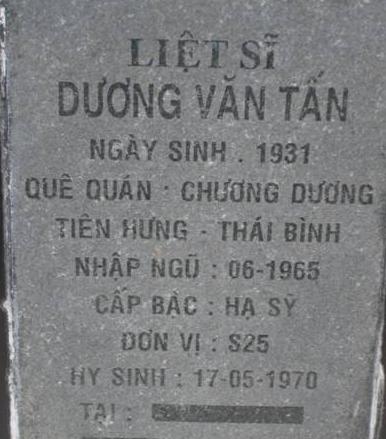 LIỆT SĨ
DƯƠNG VĂN TẤN
NGÀY SINH . 1931
QUÊ QUÁN : CHƯƠNG DƯƠNG
TIÊN HƯNG - THÁI BÌNH
NHẬP NGŨ : 06-1965
CẤP BẬC : HẠ SỸ
ĐƠN VỊ : S25
HY SINH : 17-05-1970
TẠI :